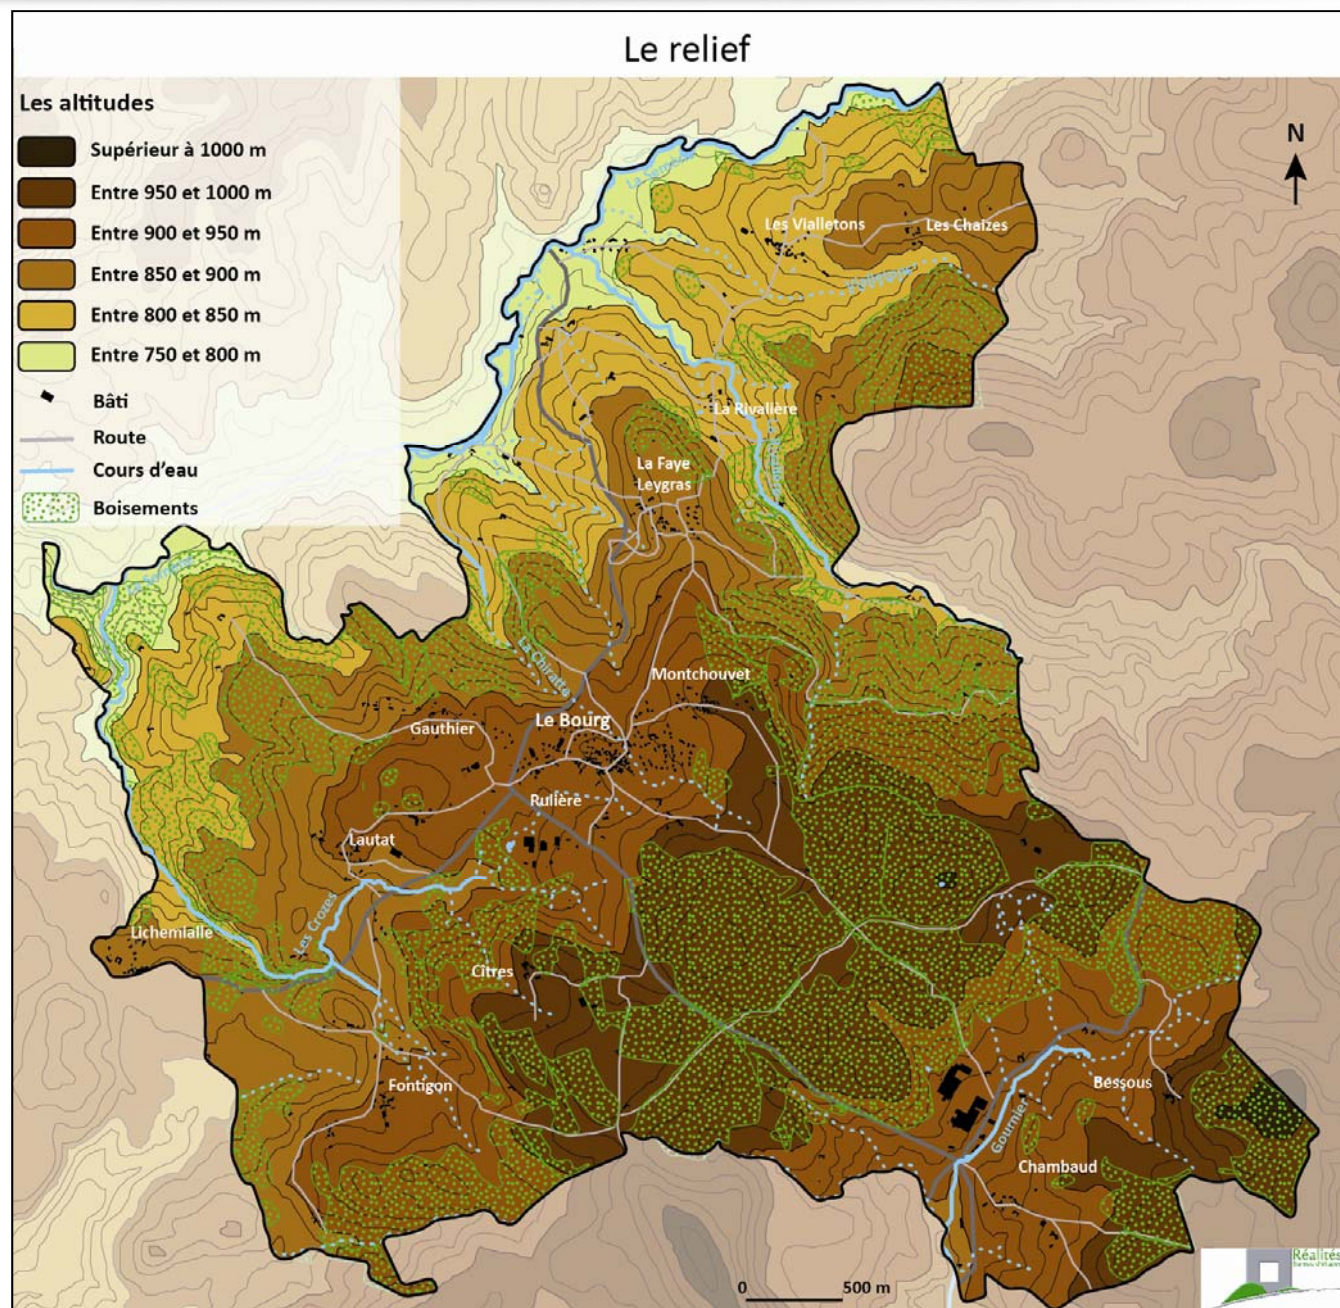 Le relief
Les altitudes
Supérieur à 1000 m
Entre 950 et 1000 m
Entre 900 et 950 m
Entre 850 et 900 m
Entre 800 et 850 m
Entre 750 et 800 m
Bâti
Route
Cours d'eau
Boisements
N
Les Vialletons
Les Chaizes
La Rivalière
La Faye
Leygras
La Chiratte
Montchouvet
Le Bourg
Gauthier
Rulière
Lautat
Les Crozes
Lichemialle
Cîtres
Fontigon
Bessous
Gournier
Chambaud
0 500 m
Réalités